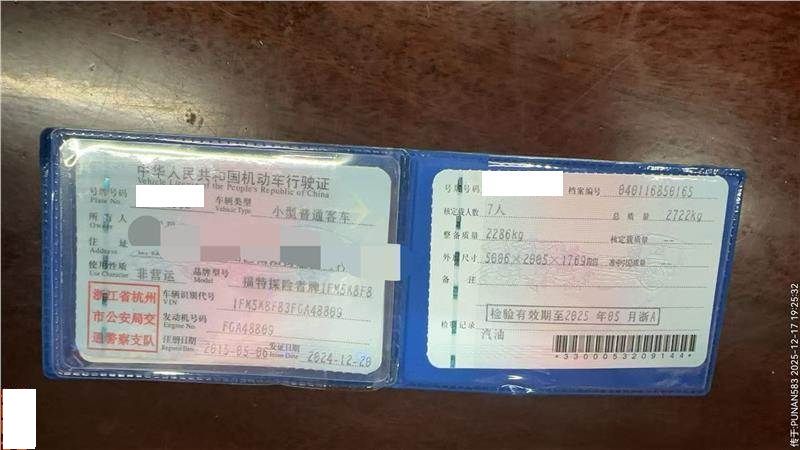 中华人民共和国机动车行驶证
Vehicle License of the People's Republic of China
号牌号码
Plate No.
车辆类型
Vehicle Type
小型普通客车
所有人
Owner
住址
Address
使用性质
Use Character
非营运
品牌型号
Model
福特探险者牌1FM5K8F8
浙江省杭州
市公安局交
通警察支队
车辆识别代号
VIN
发动机号码
Engine No.
注册日期
Register Date
发证日期
Issue Date
2024-12-20
号牌号码
档案编号
040116850165
核定载人数
7人
总质量
2722kg
整备质量
2286kg
核定载质量
--
外廓尺寸
准牵引总质量
--
备注
检验有效期至2025年05月浙A
检验记录
汽油
*3300053209144*
传于:PUNAN583 2025-12-17 19:25:32